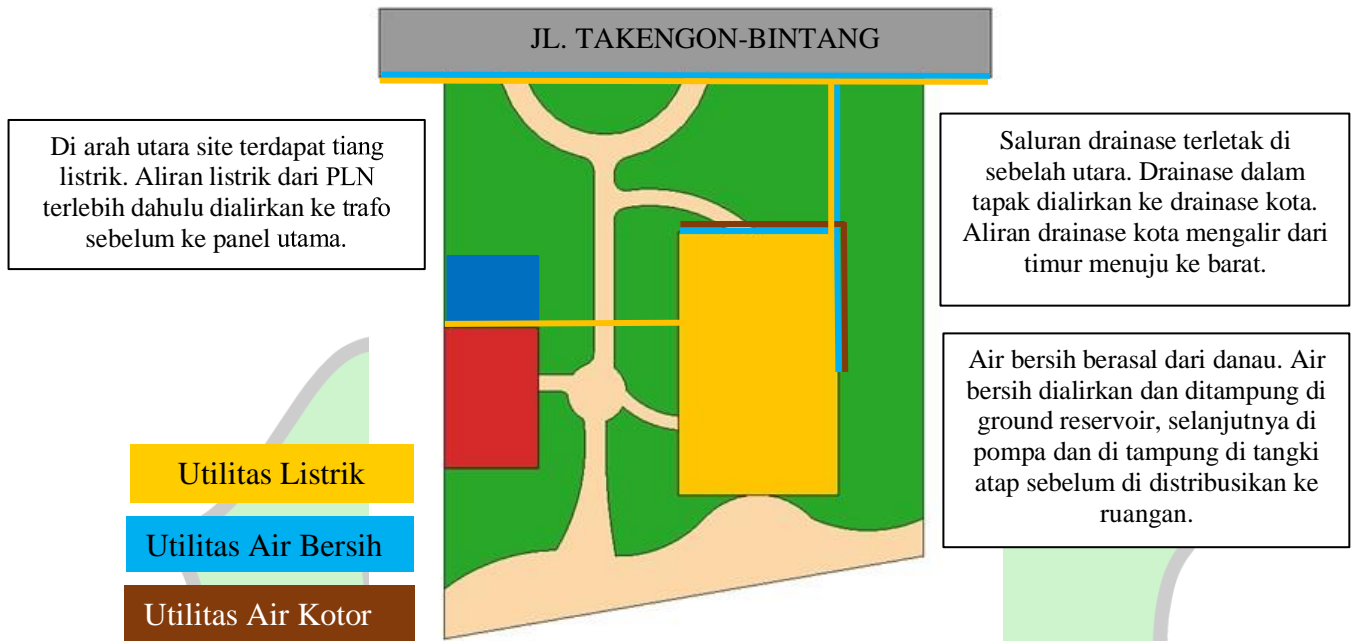 JL. TAKENGON-BINTANG
Di arah utara site terdapat tiang
listrik. Aliran listrik dari PLN
terlebih dahulu dialirkan ke trafo
sebelum ke panel utama.
Saluran drainase terletak di
sebelah utara. Drainase dalam
tapak dialirkan ke drainase kota.
Aliran drainase kota mengalir dari
timur menuju ke barat.
Air bersih berasal dari danau. Air
bersih dialirkan dan ditampung di
ground reservoir, selanjutnya di
pompa dan di tampung di tangki
atap sebelum di distribusikan ke
ruangan.
Utilitas Listrik
Utilitas Air Bersih
Utilitas Air Kotor